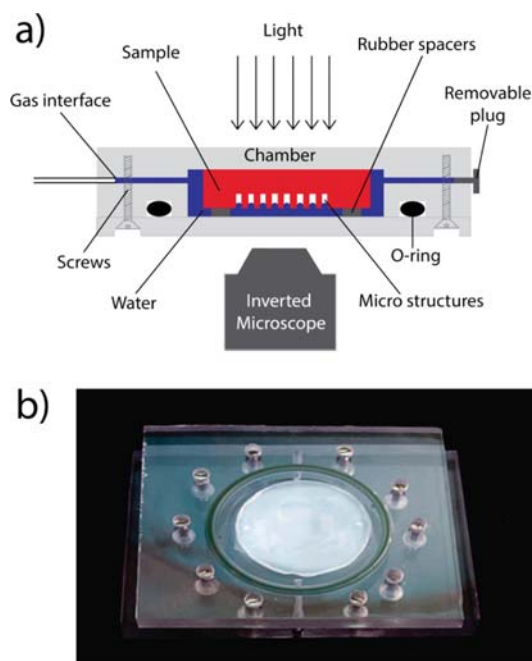 a)
Light
Rubber spacers
Sample
Removable
plug
Gas interface
Chamber
Screws
O-ring
Water
Micro structures
Inverted
Microscope
b)